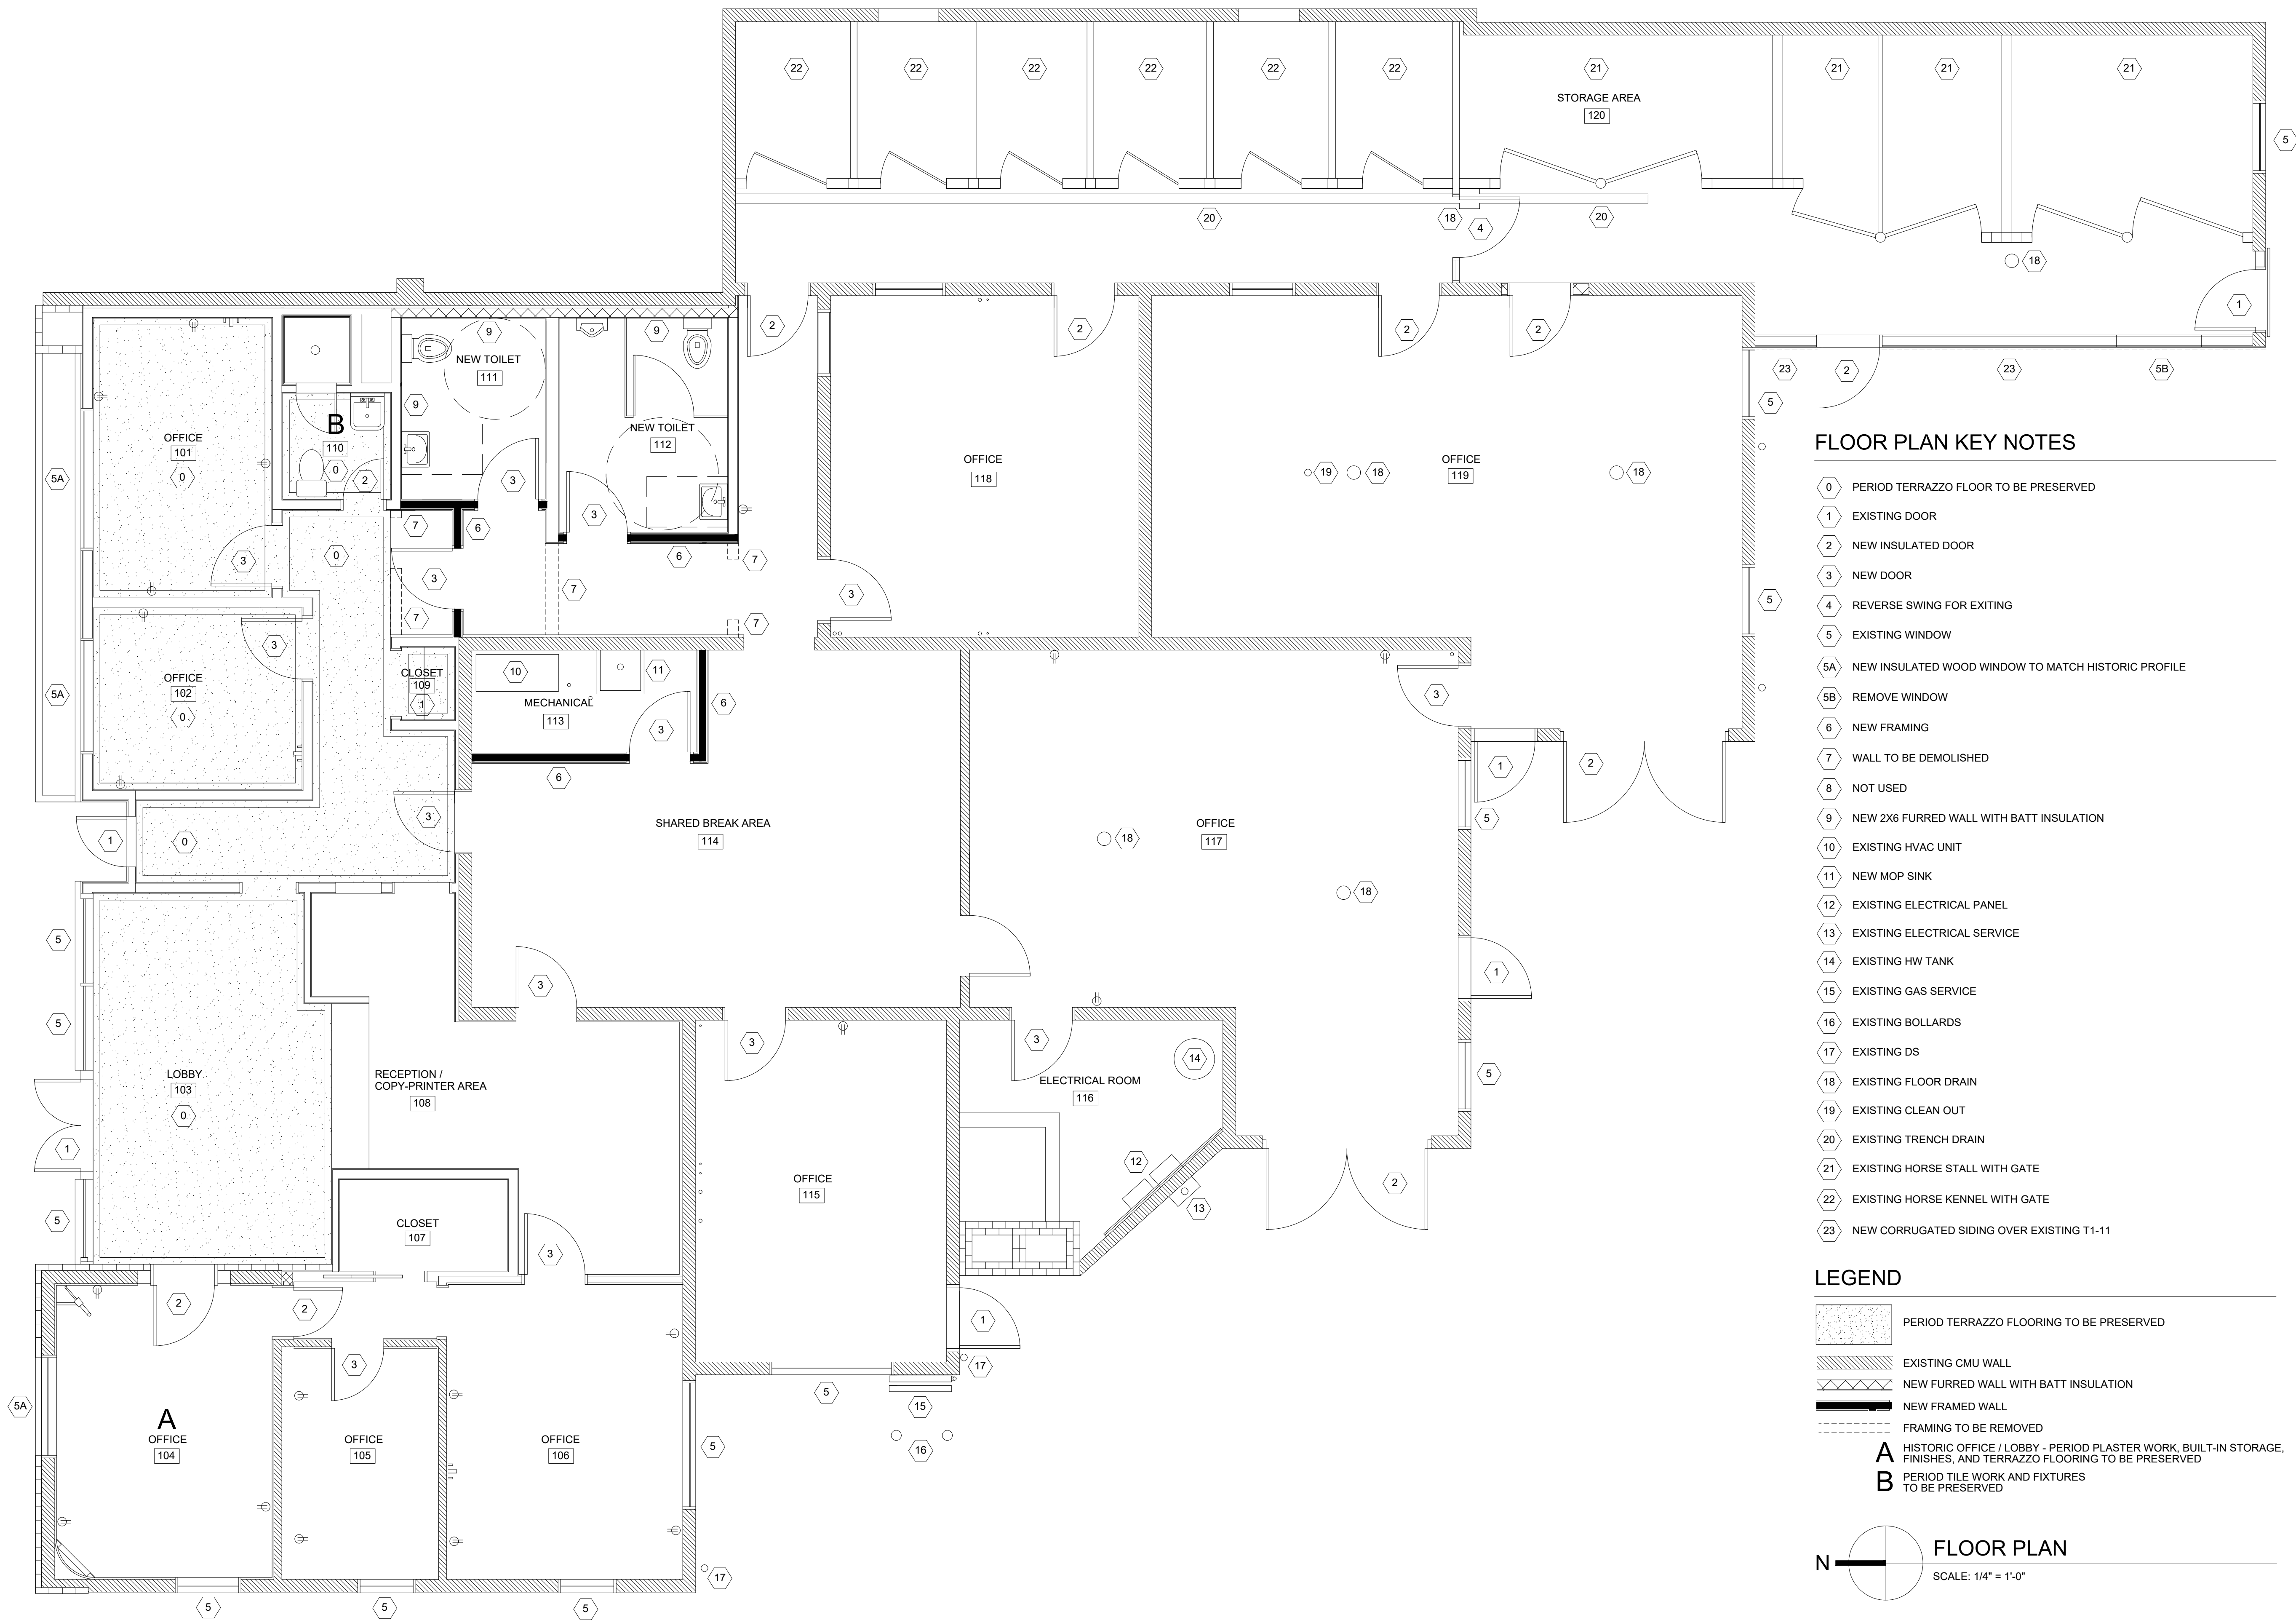 22 22 22 22 22 22 21 21 21 21
STORAGE AREA
120
5
20 18 4 20
18
1
2 2 2 2
23 2 23 5B
9 9
NEW TOILET
111
9
NEW TOILET
112
3 3
7 6 6 7
3 7
7 7
OFFICE
101
0
B
110
0 2
5A
0
3
3
OFFICE
102
0
5A
CLOSET
109
1
OFFICE
118
3
OFFICE
119
19 18 18
5
5
3
10 11
MECHANICAL
113
6
3
6
1 2
SHARED BREAK AREA
114
3
1 0
OFFICE
117
18
18
5
5
5
3
1
3 3
14
5
ELECTRICAL ROOM
116
LOBBY
103
0
RECEPTION /
COPY-PRINTER AREA
108
1
12
13
2
OFFICE
115
5
CLOSET
107
3
2 2
1
3
17
5
15
16
5A
A
OFFICE
104
OFFICE
105
OFFICE
106
5
17
5 5 5
FLOOR PLAN KEY NOTES
0 PERIOD TERRAZZO FLOOR TO BE PRESERVED
1 EXISTING DOOR
2 NEW INSULATED DOOR
3 NEW DOOR
4 REVERSE SWING FOR EXITING
5 EXISTING WINDOW
5A NEW INSULATED WOOD WINDOW TO MATCH HISTORIC PROFILE
5B REMOVE WINDOW
6 NEW FRAMING
7 WALL TO BE DEMOLISHED
8 NOT USED
9 NEW 2X6 FURRED WALL WITH BATT INSULATION
10 EXISTING HVAC UNIT
11 NEW MOP SINK
12 EXISTING ELECTRICAL PANEL
13 EXISTING ELECTRICAL SERVICE
14 EXISTING HW TANK
15 EXISTING GAS SERVICE
16 EXISTING BOLLARDS
17 EXISTING DS
18 EXISTING FLOOR DRAIN
19 EXISTING CLEAN OUT
20 EXISTING TRENCH DRAIN
21 EXISTING HORSE STALL WITH GATE
22 EXISTING HORSE KENNEL WITH GATE
23 NEW CORRUGATED SIDING OVER EXISTING T1-11
LEGEND
PERIOD TERRAZZO FLOORING TO BE PRESERVED
EXISTING CMU WALL
NEW FURRED WALL WITH BATT INSULATION
NEW FRAMED WALL
FRAMING TO BE REMOVED
A HISTORIC OFFICE / LOBBY - PERIOD PLASTER WORK, BUILT-IN STORAGE,
FINISHES, AND TERRAZZO FLOORING TO BE PRESERVED
B PERIOD TILE WORK AND FIXTURES
TO BE PRESERVED
N FLOOR PLAN
SCALE: 1/4" = 1'-0"